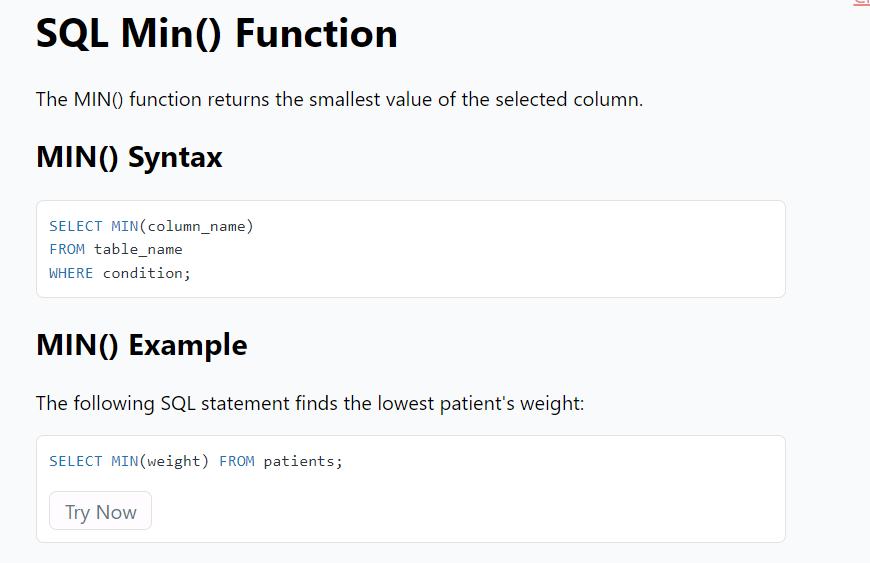 SQL Min() Function
The MIN() function returns the smallest value of the selected column.
MIN() Syntax
SELECT MIN(column_name)
FROM table_name
WHERE condition;
MIN() Example
The following SQL statement finds the lowest patient's weight:
SELECT MIN(weight) FROM patients;
Try Now